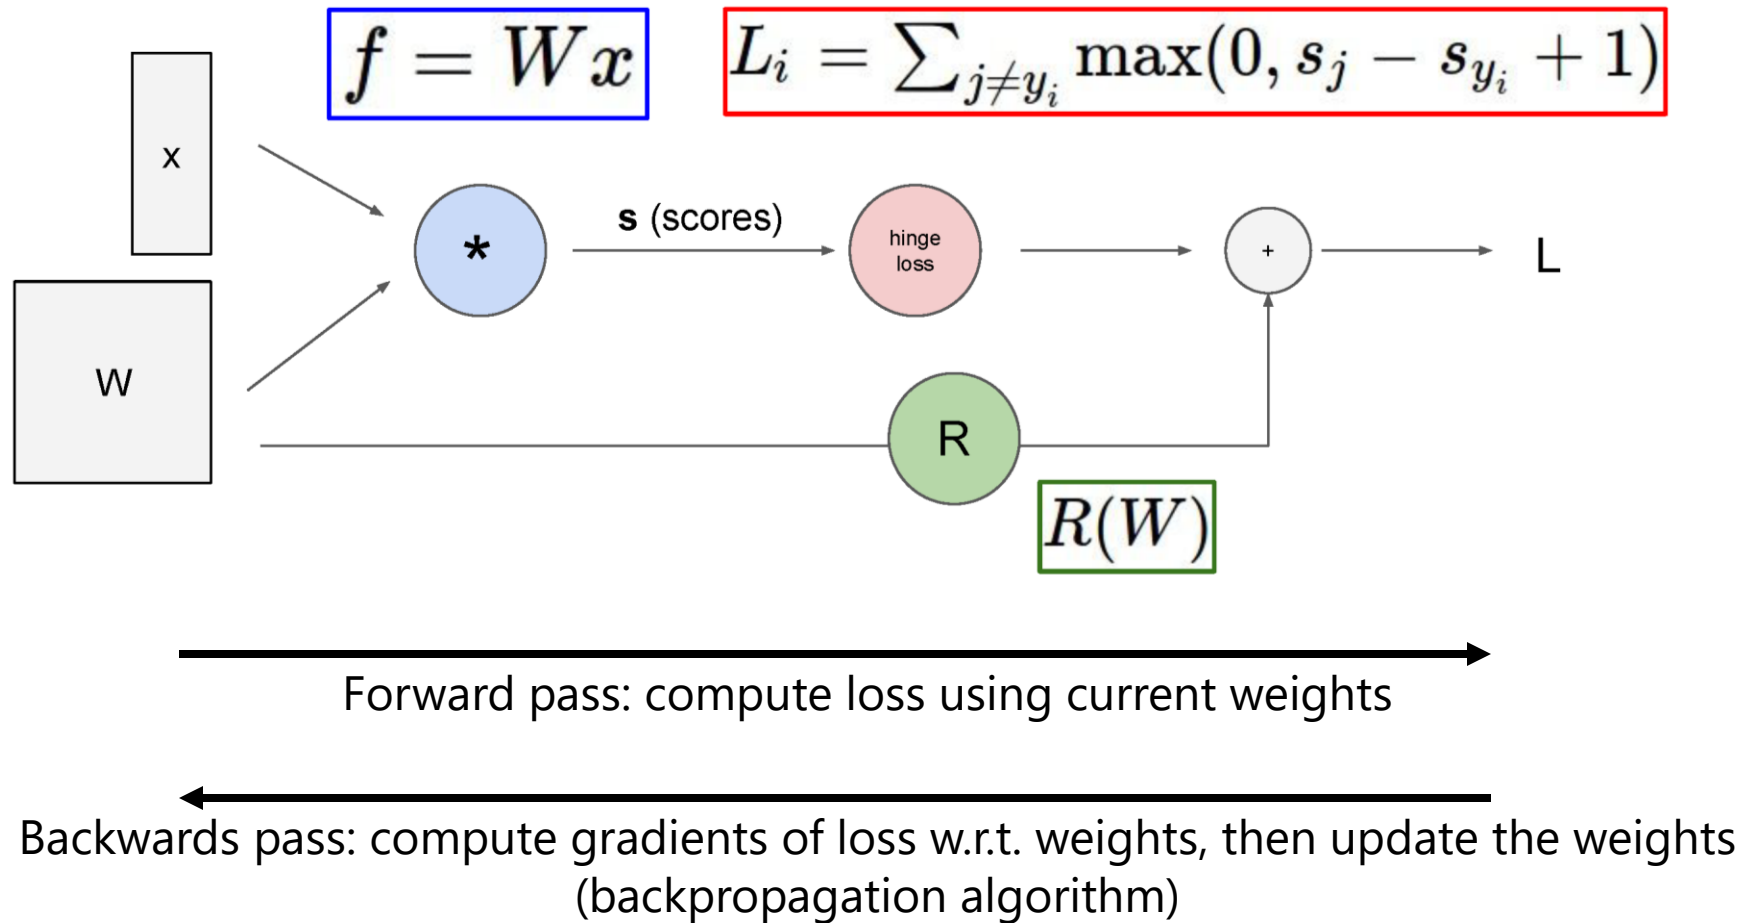 f = Wx
L_i = ∑_{j≠y_i} max(0, s_j − s_{y_i} + 1)
x
W
*
s (scores)
hinge
loss
+
L
R
R(W)
Forward pass: compute loss using current weights
Backwards pass: compute gradients of loss w.r.t. weights, then update the weights
(backpropagation algorithm)